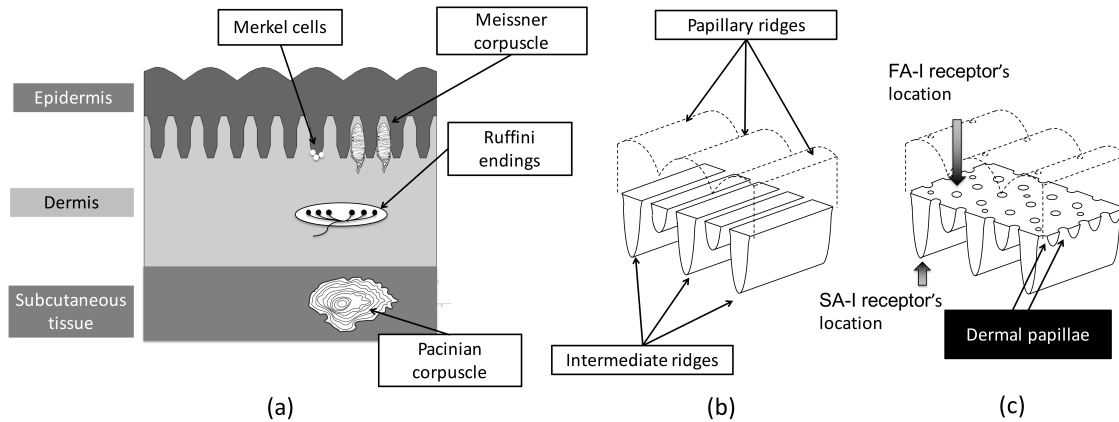 Merkel cells
Meissner
corpuscle
Epidermis
Ruffini
endings
Dermis
Subcutaneous
tissue
Pacinian
corpuscle
(a)
Papillary ridges
Intermediate ridges
(b)
FA-I receptor's
location
SA-I receptor's
location
Dermal papillae
(c)